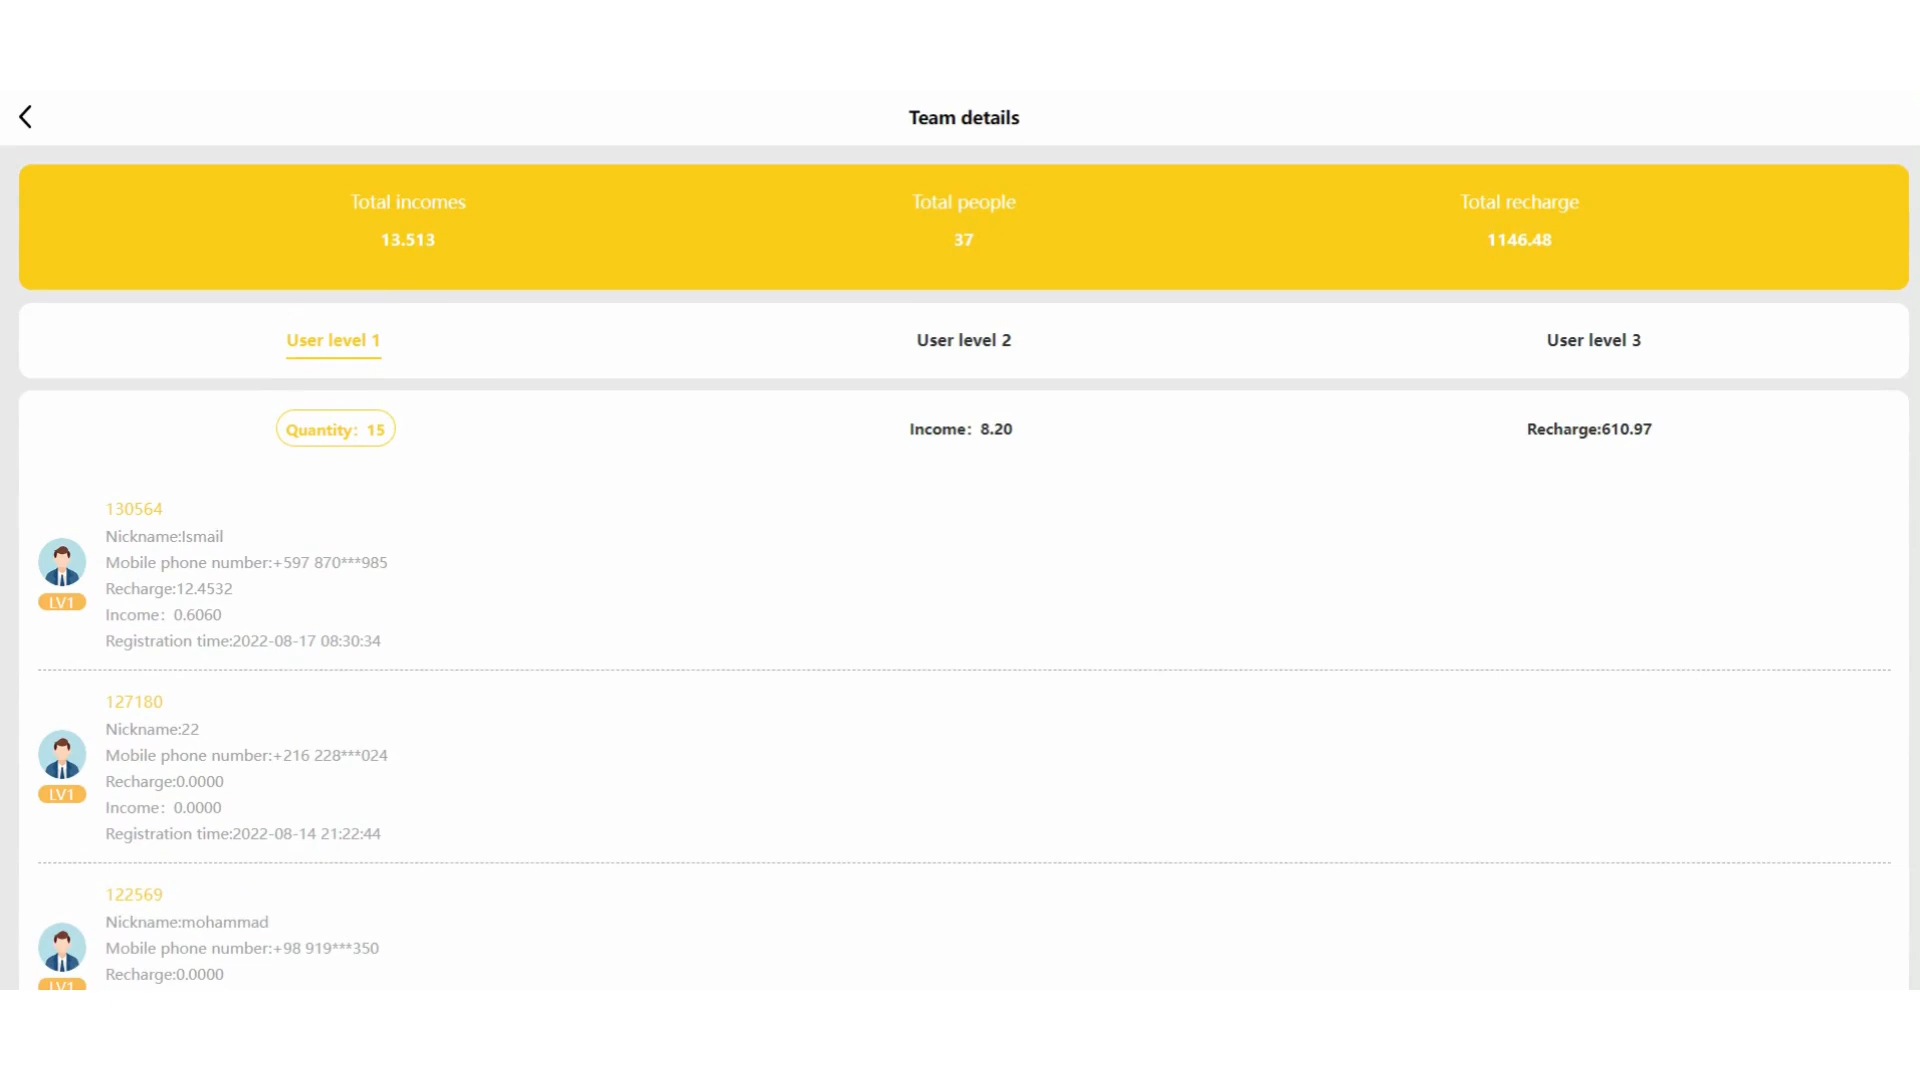 Team details
Total incomes
Total people
Total recharge
13.513
37
1146.48
User level 1
User level 2
User level 3
Quantity: 15
Income: 8.20
Recharge:610.97
130564
Nickname:Ismail
Mobile phone number:+597 870***985
Recharge:12.4532
LV1
Income: 0.6060
Registration time:2022-08-17 08:30:34
127180
Nickname:22
Mobile phone number:+216 228***024
Recharge:0.0000
LV1
Income: 0.0000
Registration time:2022-08-14 21:22:44
122569
Nickname:mohammad
Mobile phone number:+98 919***350
Recharge:0.0000
LV1